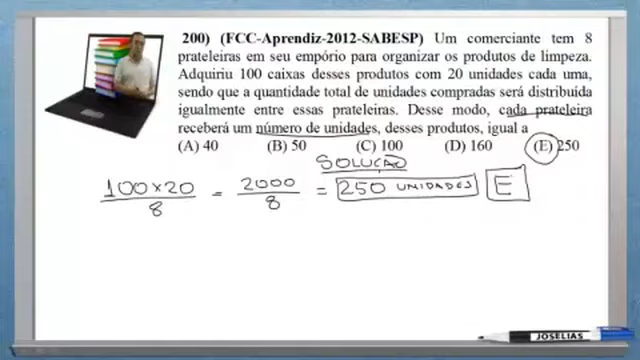 200) (FCC-Aprendiz-2012-SABESP) Um comerciante tem 8
prateleiras em seu empório para organizar os produtos de limpeza.
Adquiriu 100 caixas desses produtos com 20 unidades cada uma,
sendo que a quantidade total de unidades compradas será distribuída
igualmente entre essas prateleiras. Desse modo, cada prateleira
receberá um número de unidades, desses produtos, igual a
(A) 40 (B) 50 (C) 100 (D) 160 (E) 250
SOLUÇÃO
100×20/8 = 2000/8 = 250 UNIDADES E
JOSELIAS